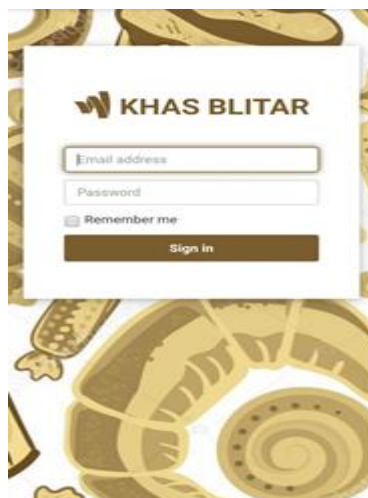 KHAS BLITAR
Email address
Password
Remember me
Sign in